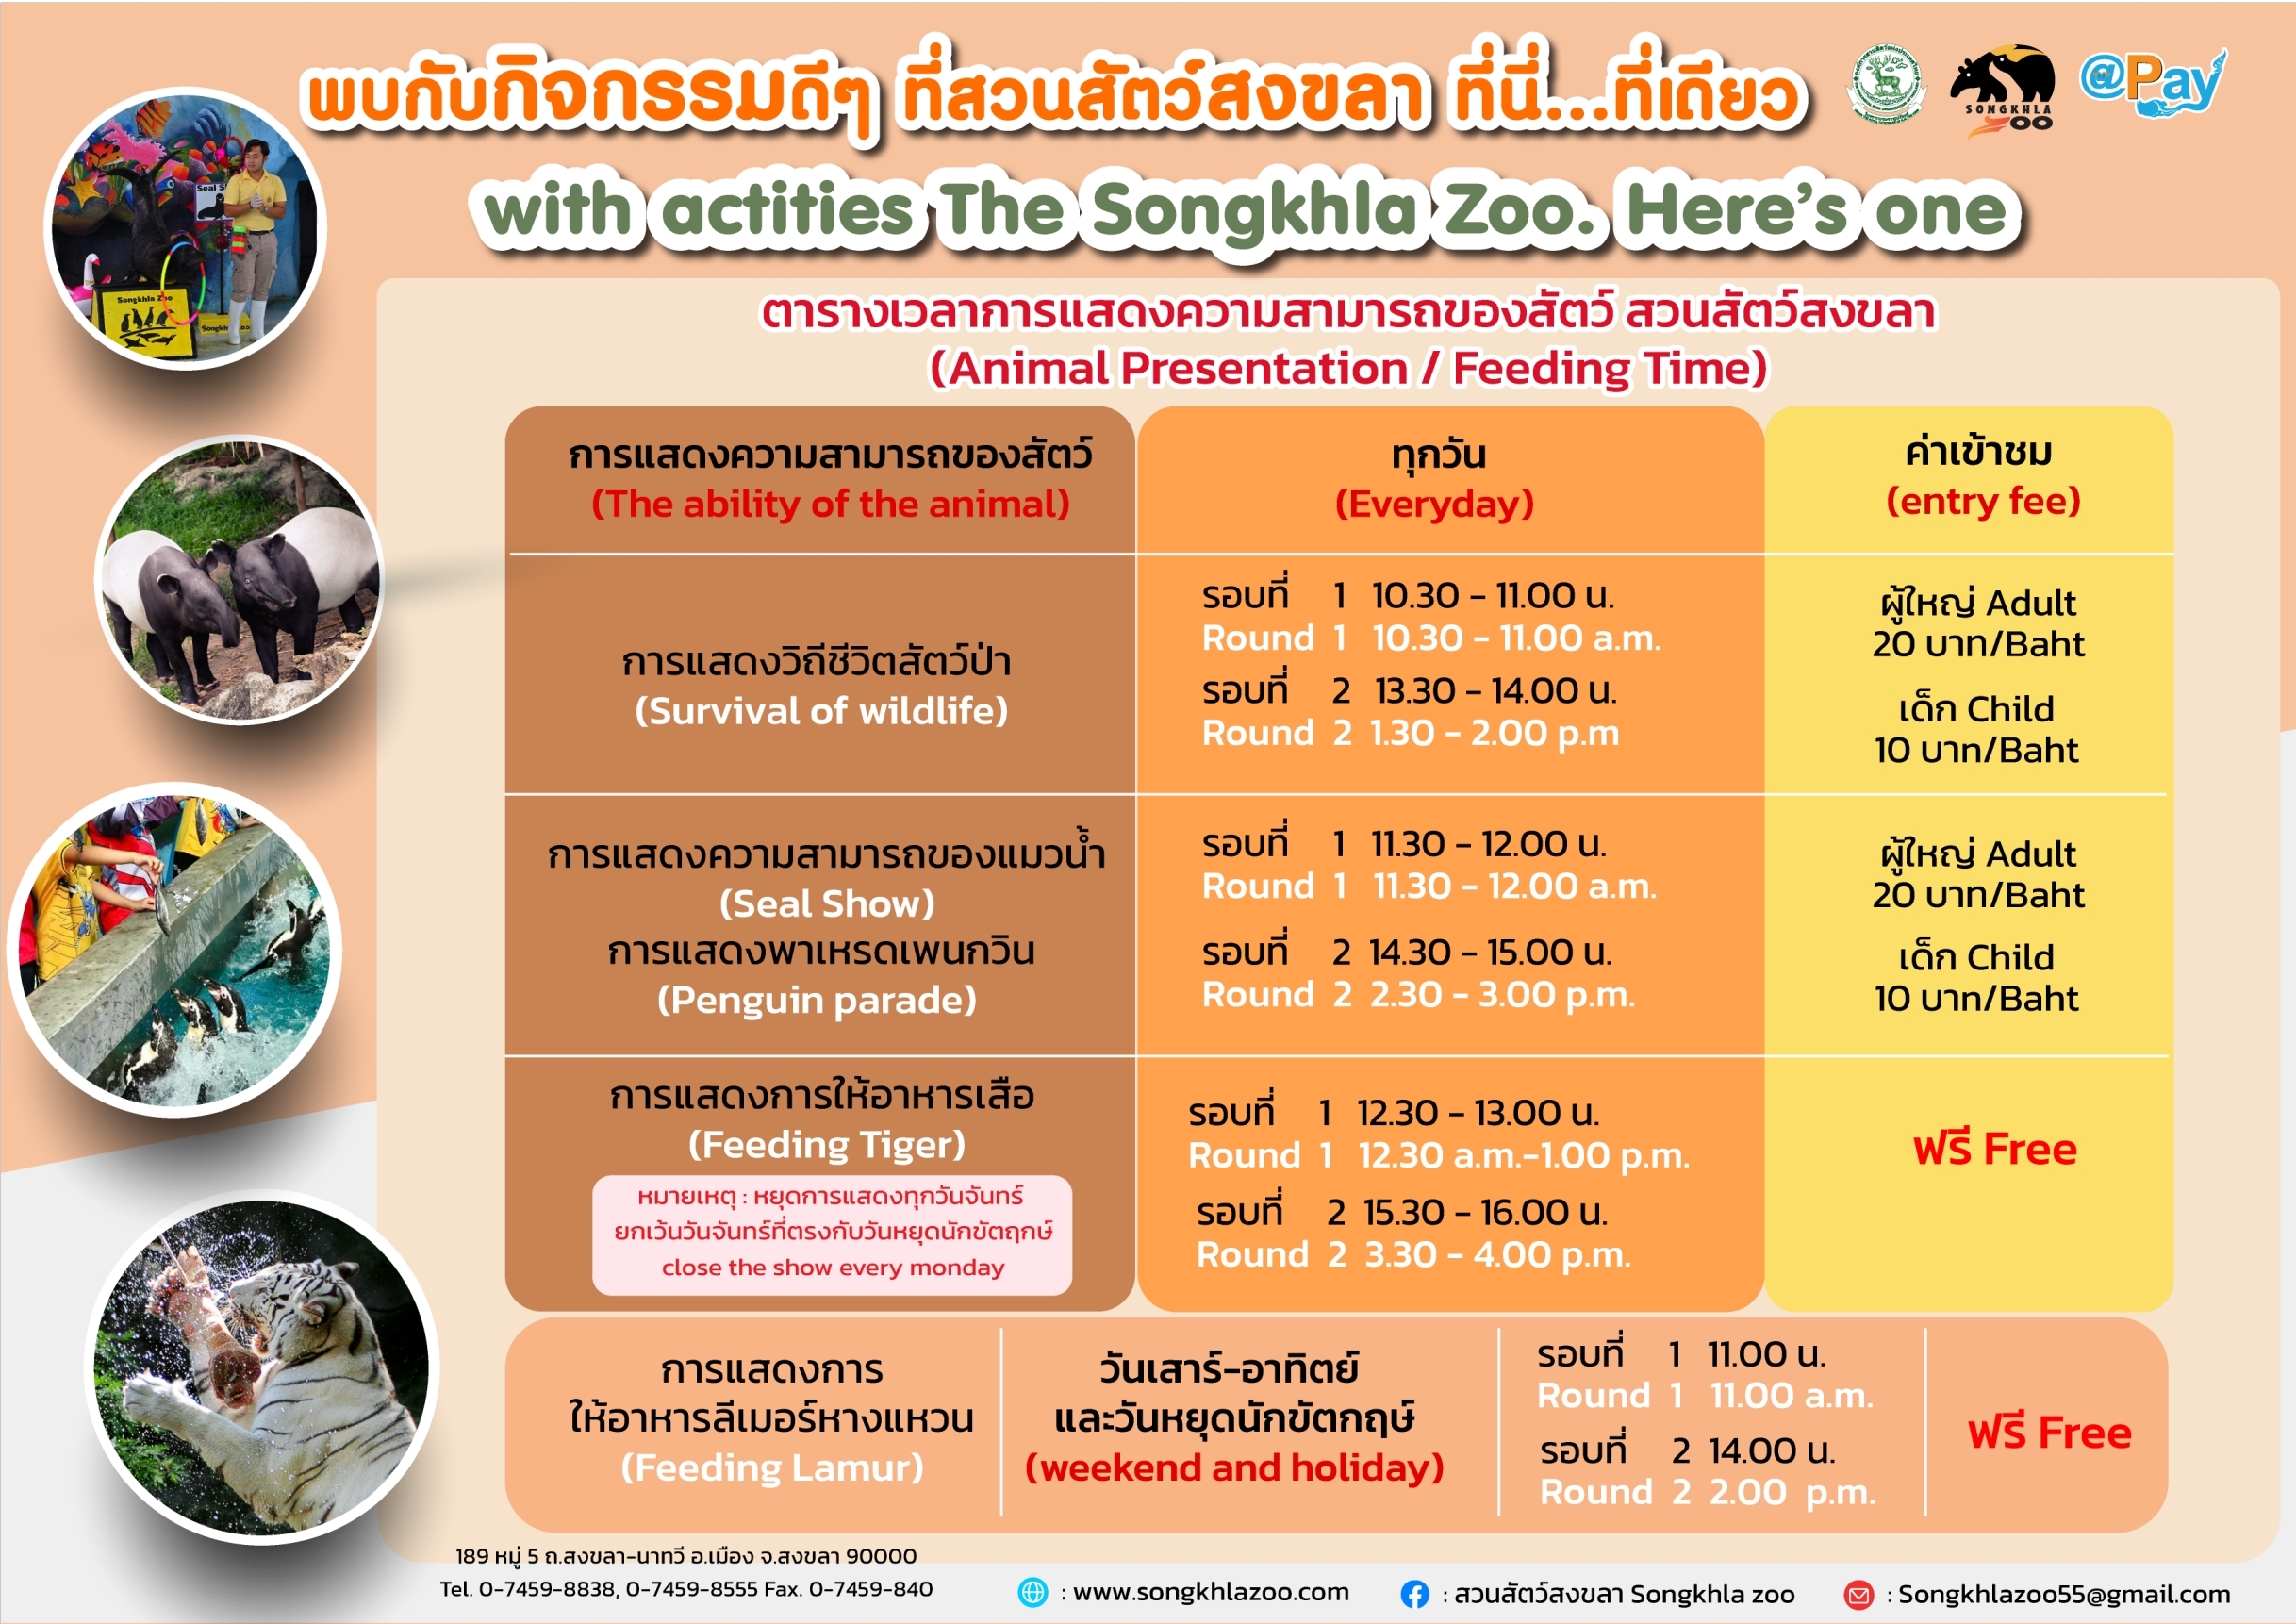 พบกับกิจกรรมดีๆ ที่สวนสัตว์สงขลา ที่นี่...ที่เดียว
SONGKHLA
ZOO
@Pay
with actities The Songkhla Zoo. Here's one
ตารางเวลาการแสดงความสามารถของสัตว์ สวนสัตว์สงขลา
(Animal Presentation / Feeding Time)
การแสดงความสามารถของสัตว์
(The ability of the animal)
ทุกวัน
(Everyday)
ค่าเข้าชม
(entry fee)
การแสดงวิถีชีวิตสัตว์ป่า
(Survival of wildlife)
รอบที่ 1 10.30 - 11.00 น.
Round 1 10.30 - 11.00 a.m.
รอบที่ 2 13.30 - 14.00 น.
Round 2 1.30 - 2.00 p.m
ผู้ใหญ่ Adult
20 บาท/Baht
เด็ก Child
10 บาท/Baht
การแสดงความสามารถของแมวน้ำ
(Seal Show)
การแสดงพาเหรดเพนกวิน
(Penguin parade)
รอบที่ 1 11.30 - 12.00 น.
Round 1 11.30 - 12.00 a.m.
รอบที่ 2 14.30 - 15.00 น.
Round 2 2.30 - 3.00 p.m.
ผู้ใหญ่ Adult
20 บาท/Baht
เด็ก Child
10 บาท/Baht
การแสดงการให้อาหารเสือ
(Feeding Tiger)
หมายเหตุ : หยุดการแสดงทุกวันจันทร์
ยกเว้นวันจันทร์ที่ตรงกับวันหยุดนักขัตฤกษ์
close the show every monday
รอบที่ 1 12.30 - 13.00 น.
Round 1 12.30 a.m.-1.00 p.m.
รอบที่ 2 15.30 - 16.00 น.
Round 2 3.30 - 4.00 p.m.
ฟรี Free
การแสดงการ
ให้อาหารลีเมอร์หางแหวน
(Feeding Lamur)
วันเสาร์-อาทิตย์
และวันหยุดนักขัตกฤษ์
(weekend and holiday)
รอบที่ 1 11.00 น.
Round 1 11.00 a.m.
รอบที่ 2 14.00 น.
Round 2 2.00 p.m.
ฟรี Free
189 หมู่ 5 ถ.สงขลา-นาทวี อ.เมือง จ.สงขลา 90000
Tel. 0-7459-8838, 0-7459-8555 Fax. 0-7459-840
: www.songkhlazoo.com
: สวนสัตว์สงขลา Songkhla zoo
: Songkhlazoo55@gmail.com
Songkhla Zoo